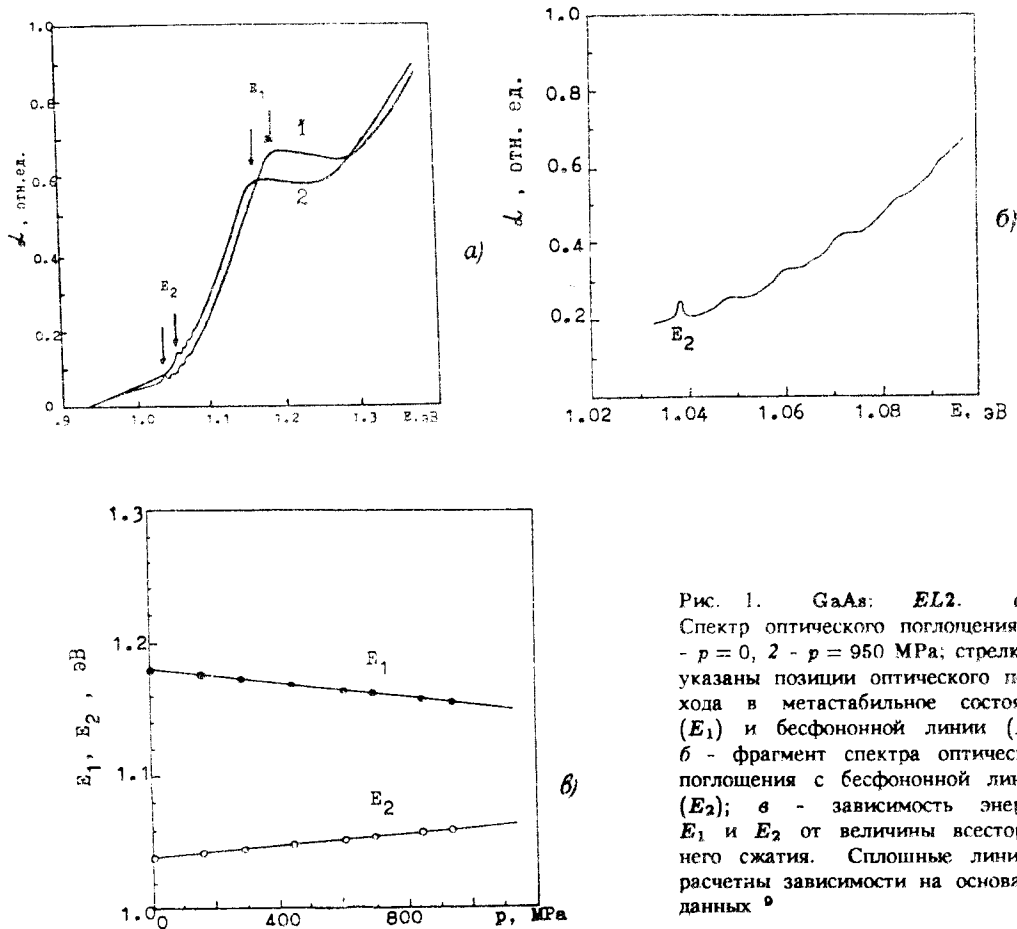 1.0
0.8
0.6
0.4
0.2
0
α, отн.ед.
E₁
1
2
E₂
.9
1.0
1.1
1.2
1.3
E,эВ
а)
1.0
0.8
0.6
0.4
0.2
α, отн. ед.
E₂
1.02
1.04
1.06
1.08
E, эВ
б)
1.3
1.2
1.1
1.0
E₁, E₂, эВ
E₁
E₂
0
400
800
p, MPa
в)
Рис. 1. GaAs: EL2.
Спектр оптического поглощения
- p = 0, 2 - p = 950 MPa; стрелк
указаны позиции оптического
хода в метастабильное состоя
(E₁) и бесфононной линии (
б - фрагмент спектра оптичес
поглощения с бесфононной лин
(E₂); в - зависимость энер
E₁ и E₂ от величины всестор
него сжатия. Сплошные лини
расчетны зависимости на основа
данных ⁹